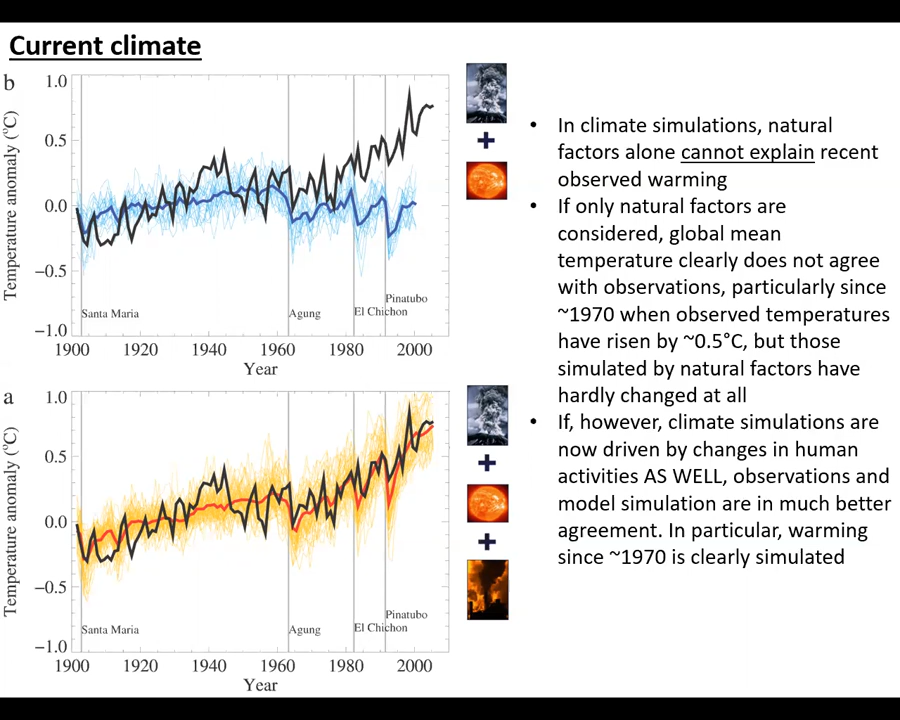 Current climate
b
1.0
0.5
0.0
−0.5
−1.0
Temperature anomaly (°C)
Santa Maria
Agung
El Chichon
Pinatubo
1900 1920 1940 1960 1980 2000
Year
a
1.0
0.5
0.0
−0.5
−1.0
Temperature anomaly (°C)
Santa Maria
Agung
El Chichon
Pinatubo
1900 1920 1940 1960 1980 2000
Year
+
+
+
• In climate simulations, natural
factors alone cannot explain recent
observed warming
• If only natural factors are
considered, global mean
temperature clearly does not agree
with observations, particularly since
~1970 when observed temperatures
have risen by ~0.5°C, but those
simulated by natural factors have
hardly changed at all
• If, however, climate simulations are
now driven by changes in human
activities AS WELL, observations and
model simulation are in much better
agreement. In particular, warming
since ~1970 is clearly simulated